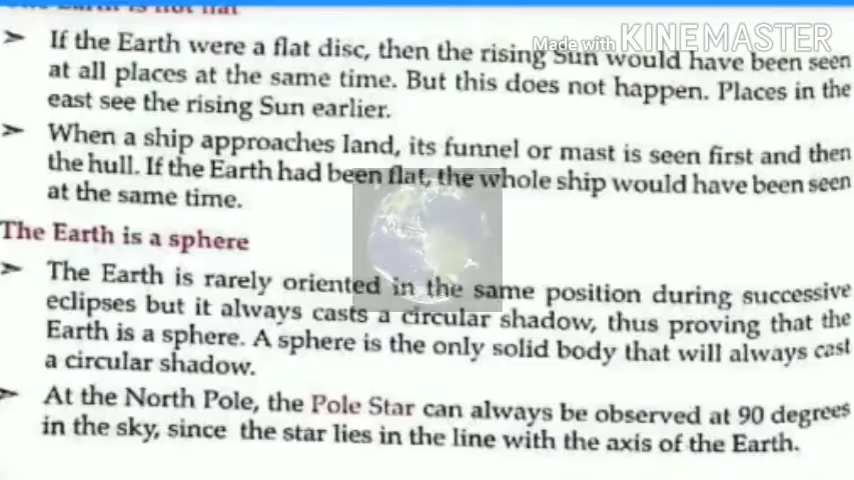 The Earth is not flat
Made with KINEMASTER
➤ If the Earth were a flat disc, then the rising Sun would have been seen
at all places at the same time. But this does not happen. Places in the
east see the rising Sun earlier.
➤ When a ship approaches land, its funnel or mast is seen first and then
the hull. If the Earth had been flat, the whole ship would have been seen
at the same time.
The Earth is a sphere
➤ The Earth is rarely oriented in the same position during successive
eclipses but it always casts a circular shadow, thus proving that the
Earth is a sphere. A sphere is the only solid body that will always cast
a circular shadow.
➤ At the North Pole, the Pole Star can always be observed at 90 degrees
in the sky, since the star lies in the line with the axis of the Earth.